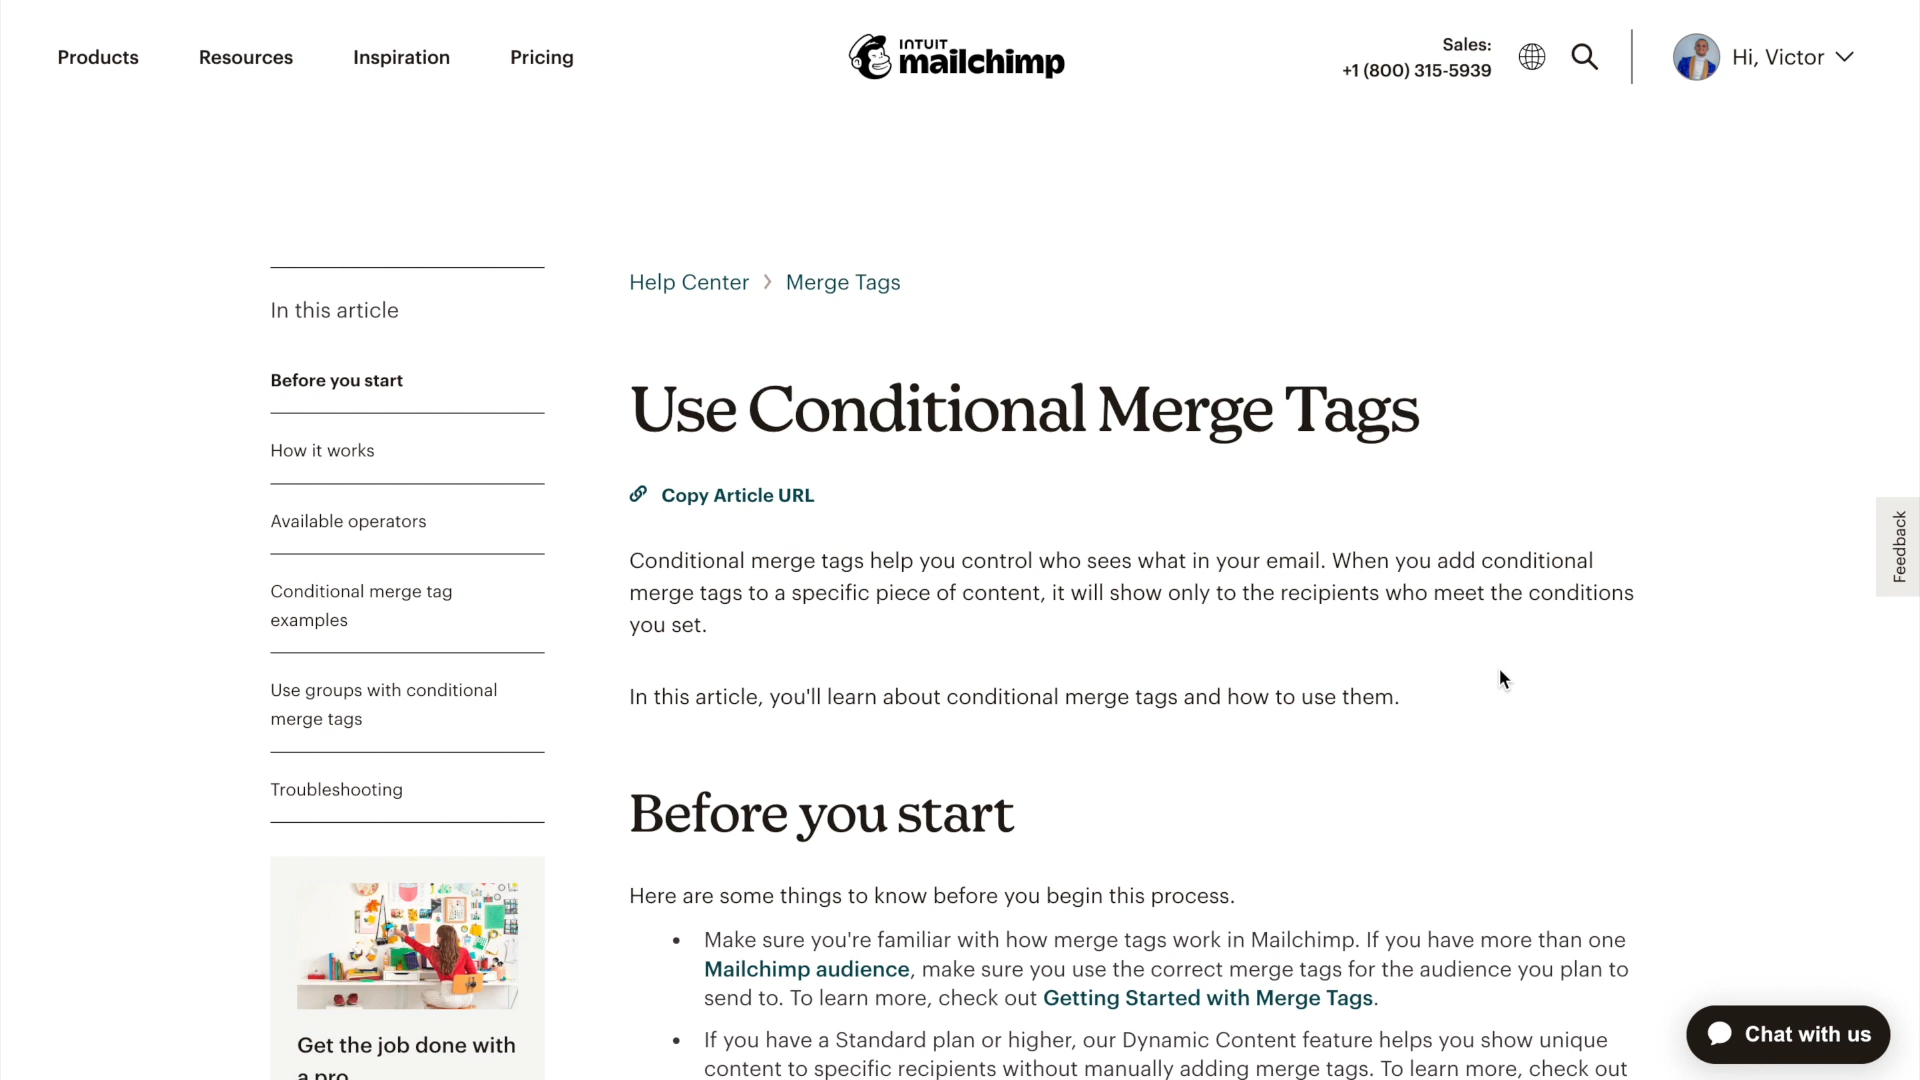 Products
Resources
Inspiration
Pricing
INTUIT
mailchimp
Sales:
+1 (800) 315-5939
Hi, Victor
In this article
Before you start
How it works
Available operators
Conditional merge tag
examples
Use groups with conditional
merge tags
Troubleshooting
Get the job done with
a pro
Help Center
Merge Tags
Use Conditional Merge Tags
Copy Article URL
Conditional merge tags help you control who sees what in your email. When you add conditional
merge tags to a specific piece of content, it will show only to the recipients who meet the conditions
you set.
In this article, you'll learn about conditional merge tags and how to use them.
Before you start
Here are some things to know before you begin this process.
• Make sure you're familiar with how merge tags work in Mailchimp. If you have more than one
Mailchimp audience, make sure you use the correct merge tags for the audience you plan to
send to. To learn more, check out Getting Started with Merge Tags.
• If you have a Standard plan or higher, our Dynamic Content feature helps you show unique
content to specific recipients without manually adding merge tags. To learn more, check out
Feedback
Chat with us